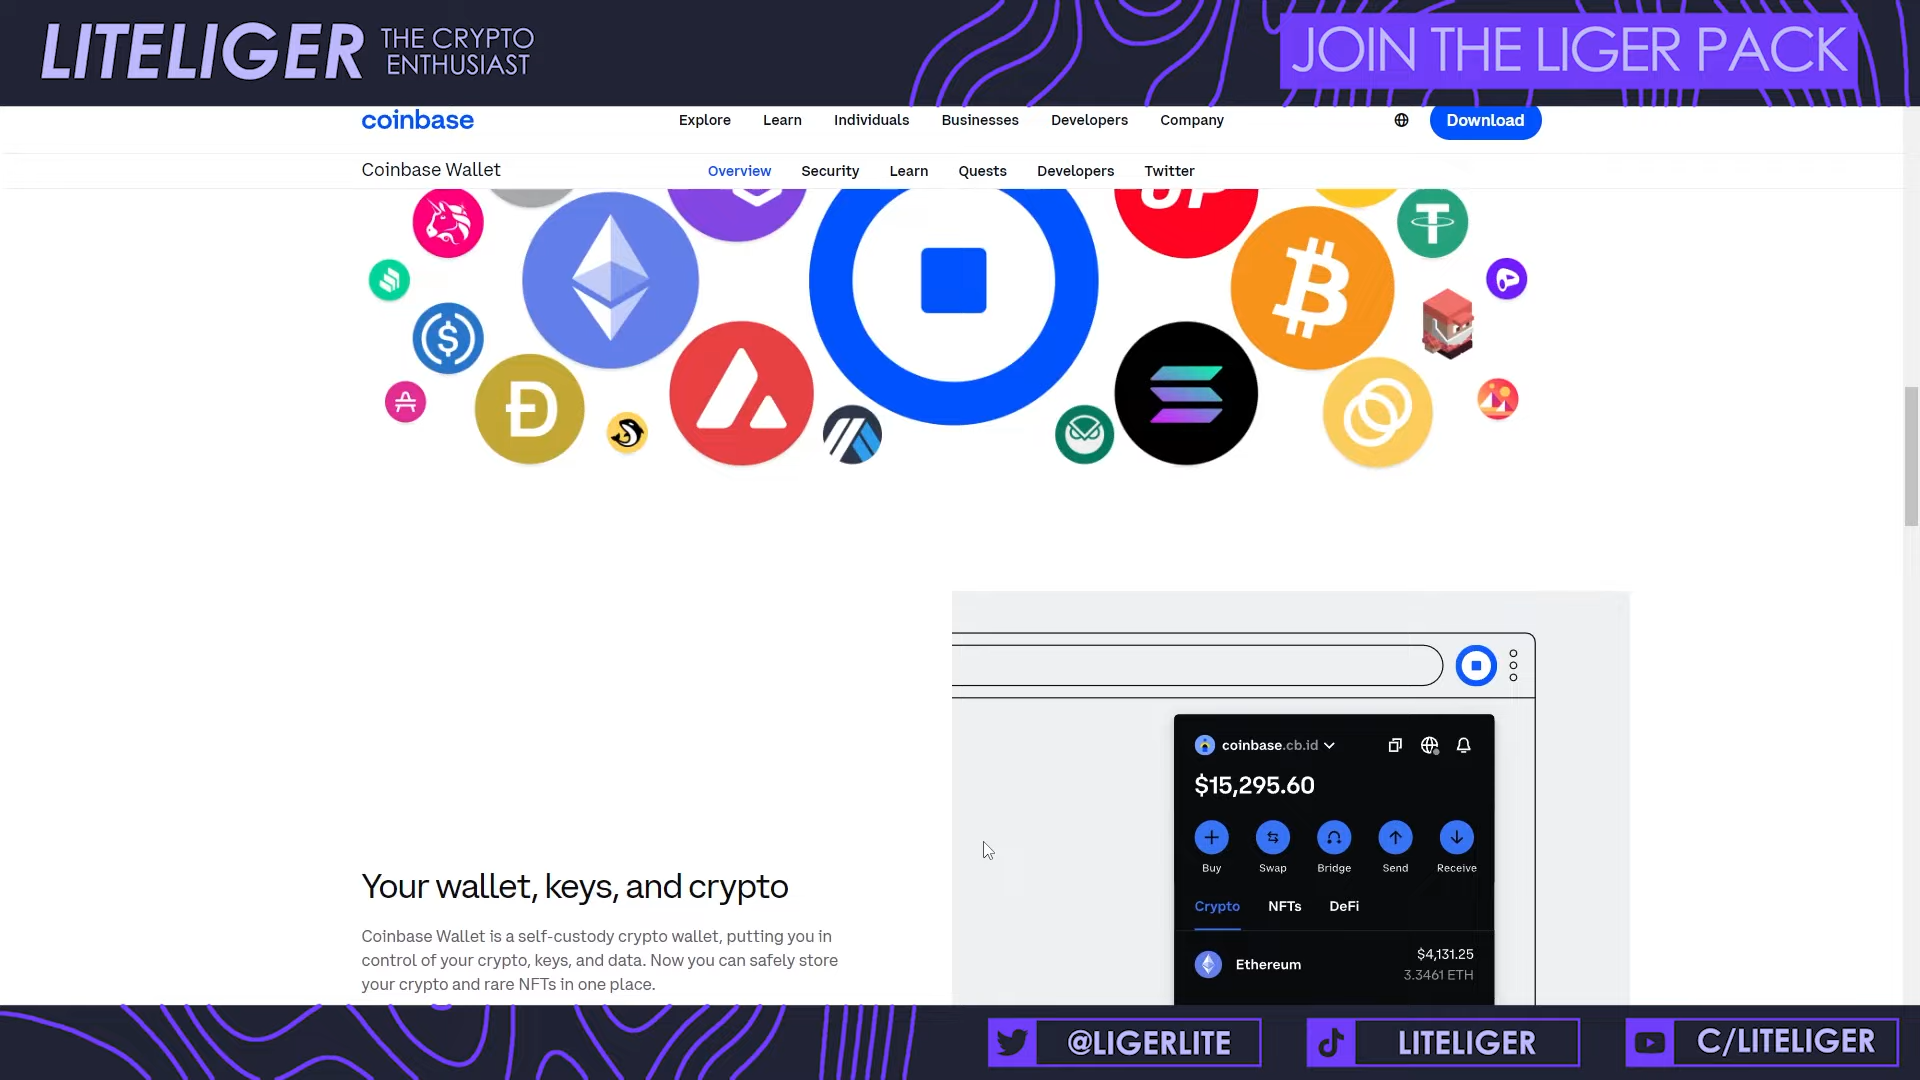 LITELIGER THE CRYPTO
ENTHUSIAST
JOIN THE LIGER PACK
coinbase
Explore Learn Individuals Businesses Developers Company
Download
Coinbase Wallet
Overview Security Learn Quests Developers Twitter
OP
coinbase.cb.id
$15,295.60
Buy Swap Bridge Send Receive
Crypto NFTs DeFi
Ethereum
$4,131.25
3.3461 ETH
Your wallet, keys, and crypto
Coinbase Wallet is a self-custody crypto wallet, putting you in
control of your crypto, keys, and data. Now you can safely store
your crypto and rare NFTs in one place.
@LIGERLITE
LITELIGER
C/LITELIGER